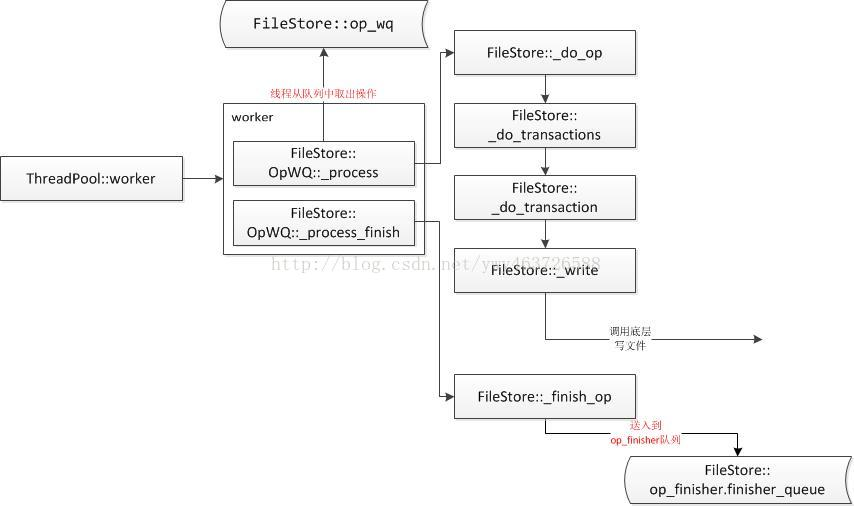 FileStore::op_wq
FileStore::_do_op
线程从队列中取出操作
worker
FileStore::
_do_transactions
FileStore::
OpWQ::_process
ThreadPool::worker
FileStore::
_do_transaction
FileStore::
OpWQ::_process_finish
http://blog.csdn.net/ywy463726588
FileStore::_write
调用底层
写文件
FileStore::_finish_op
送入到
op_finisher队列
FileStore::
op_finisher.finisher_queue